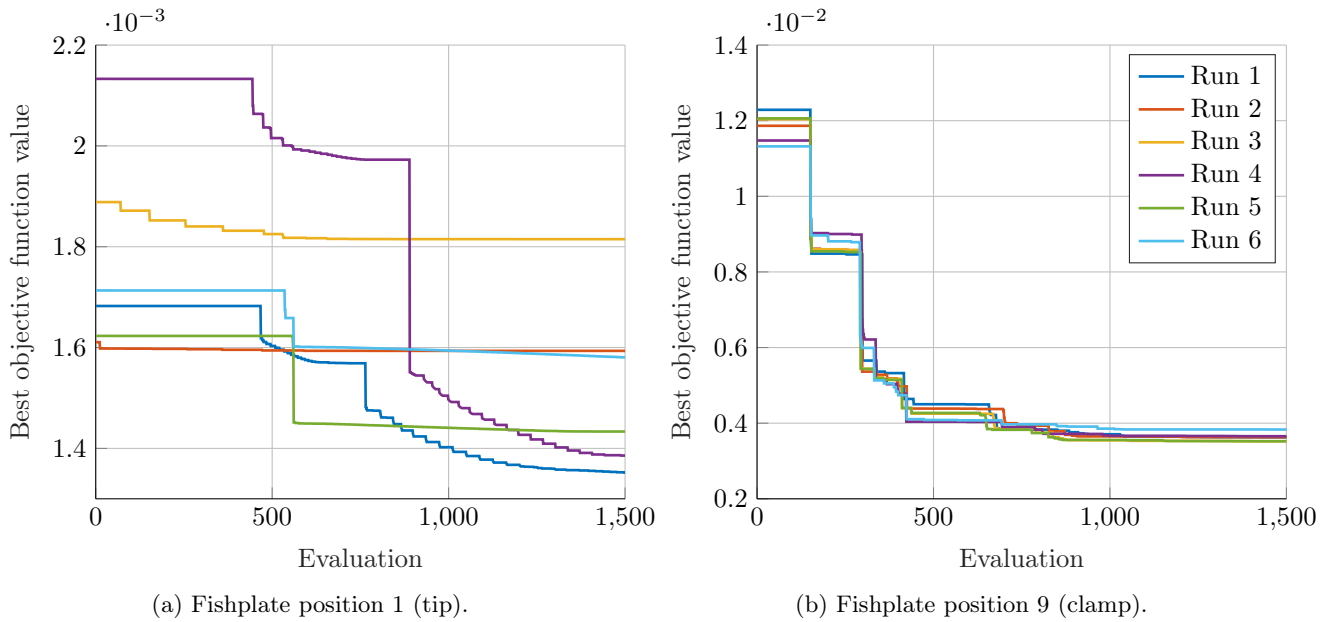 ·10⁻³
2.2
2
1.8
1.6
1.4
0
500
1,000
1,500
Best objective function value
Evaluation
(a) Fishplate position 1 (tip).
·10⁻²
1.4
1.2
1
0.8
0.6
0.4
0.2
0
500
1,000
1,500
Best objective function value
Evaluation
Run 1
Run 2
Run 3
Run 4
Run 5
Run 6
(b) Fishplate position 9 (clamp).